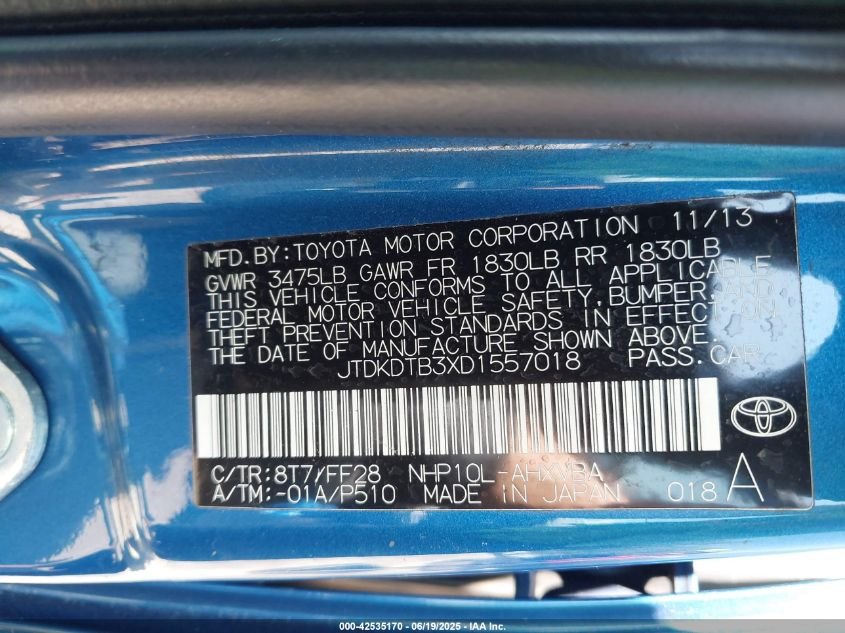 MFD.BY:TOYOTA MOTOR CORPORATION 11/13
GVWR 3475LB GAWR FR 1830LB RR 1830LB
THIS VEHICLE CONFORMS TO ALL APPLICABLE
FEDERAL MOTOR VEHICLE SAFETY,BUMPER,AND
THEFT PREVENTION STANDARDS IN EFFECT ON
THE DATE OF MANUFACTURE SHOWN ABOVE.
JTDKDTB3XD1557018 PASS.CAR
C/TR:8T7/FF28 NHP10L-AHXVBA
A/TM:-01A/P510 MADE IN JAPAN 018 A
000-42535170 - 06/19/2025 - IAA Inc.